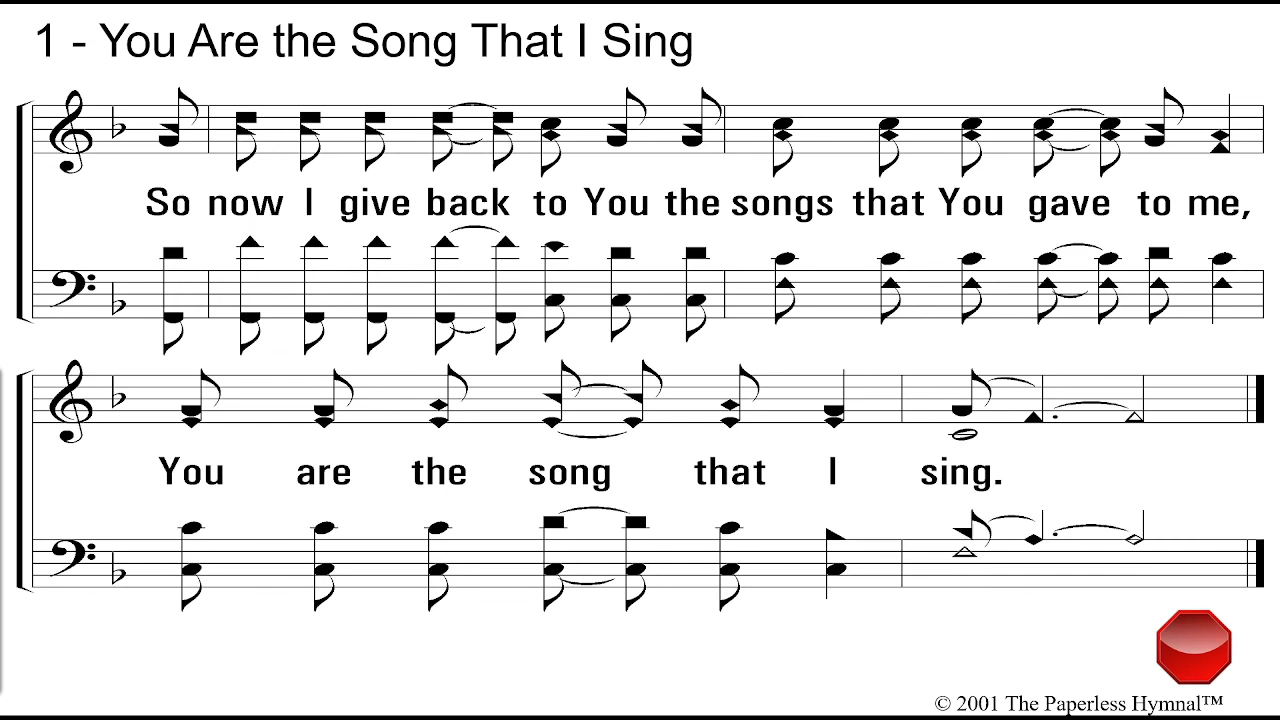 1 - You Are the Song That I Sing
So now I give back to You the songs that You gave to me,
You are the song that I sing.
© 2001 The Paperless Hymnal™